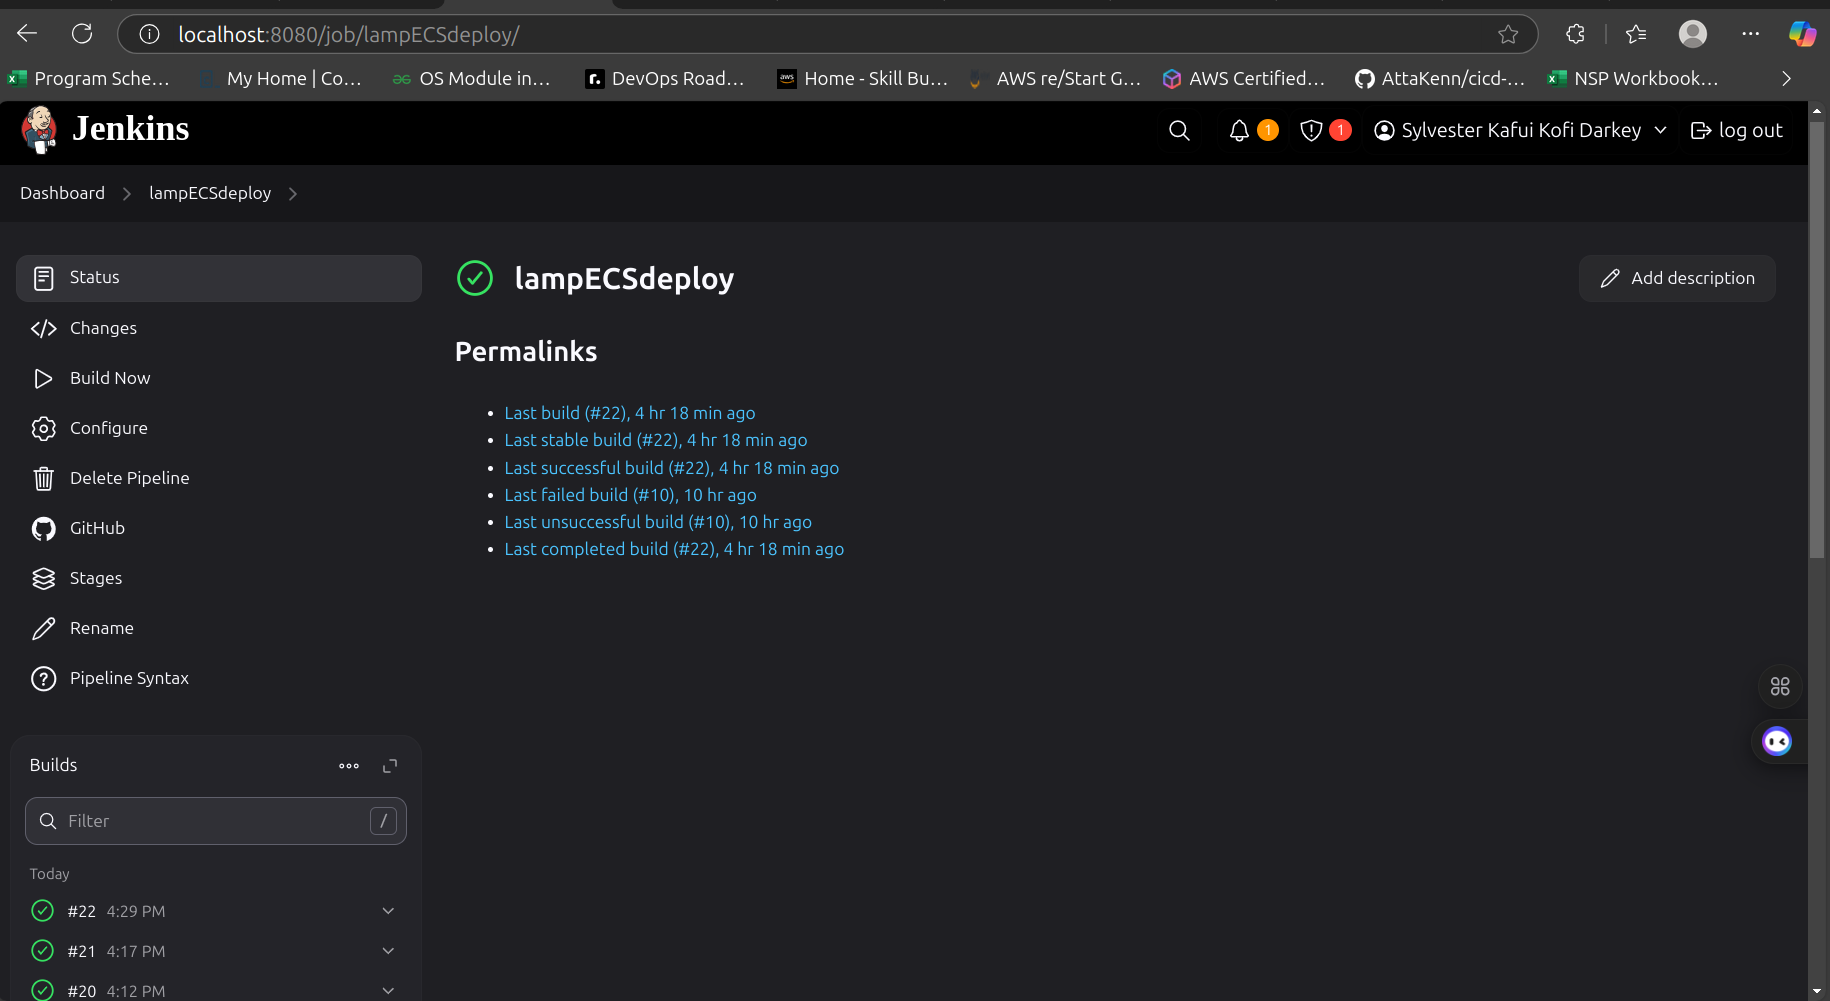 localhost:8080/job/lampECSdeploy/
Program Sche... My Home | Co... OS Module in... DevOps Road... Home - Skill Bu... AWS re/Start G... AWS Certified... AttaKenn/cicd-... NSP Workbook...
Jenkins 1 1 Sylvester Kafui Kofi Darkey log out
Dashboard lampECSdeploy
Status
Changes
Build Now
Configure
Delete Pipeline
GitHub
Stages
Rename
Pipeline Syntax
Builds
Filter /
Today
#22 4:29 PM
#21 4:17 PM
#20 4:12 PM
lampECSdeploy
Add description
Permalinks
Last build (#22), 4 hr 18 min ago
Last stable build (#22), 4 hr 18 min ago
Last successful build (#22), 4 hr 18 min ago
Last failed build (#10), 10 hr ago
Last unsuccessful build (#10), 10 hr ago
Last completed build (#22), 4 hr 18 min ago